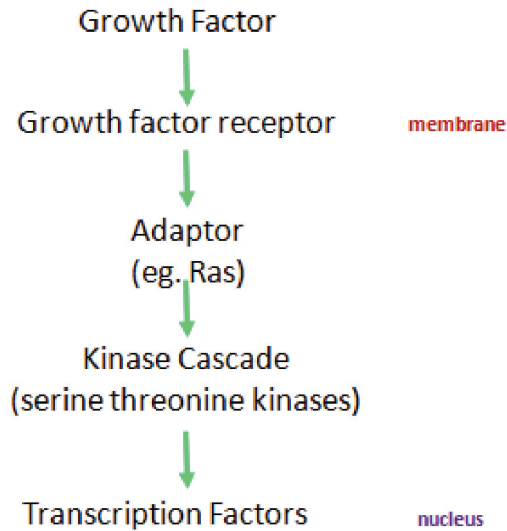 Growth Factor
Growth factor receptor
membrane
Adaptor
(eg. Ras)
Kinase Cascade
(serine threonine kinases)
Transcription Factors
nucleus